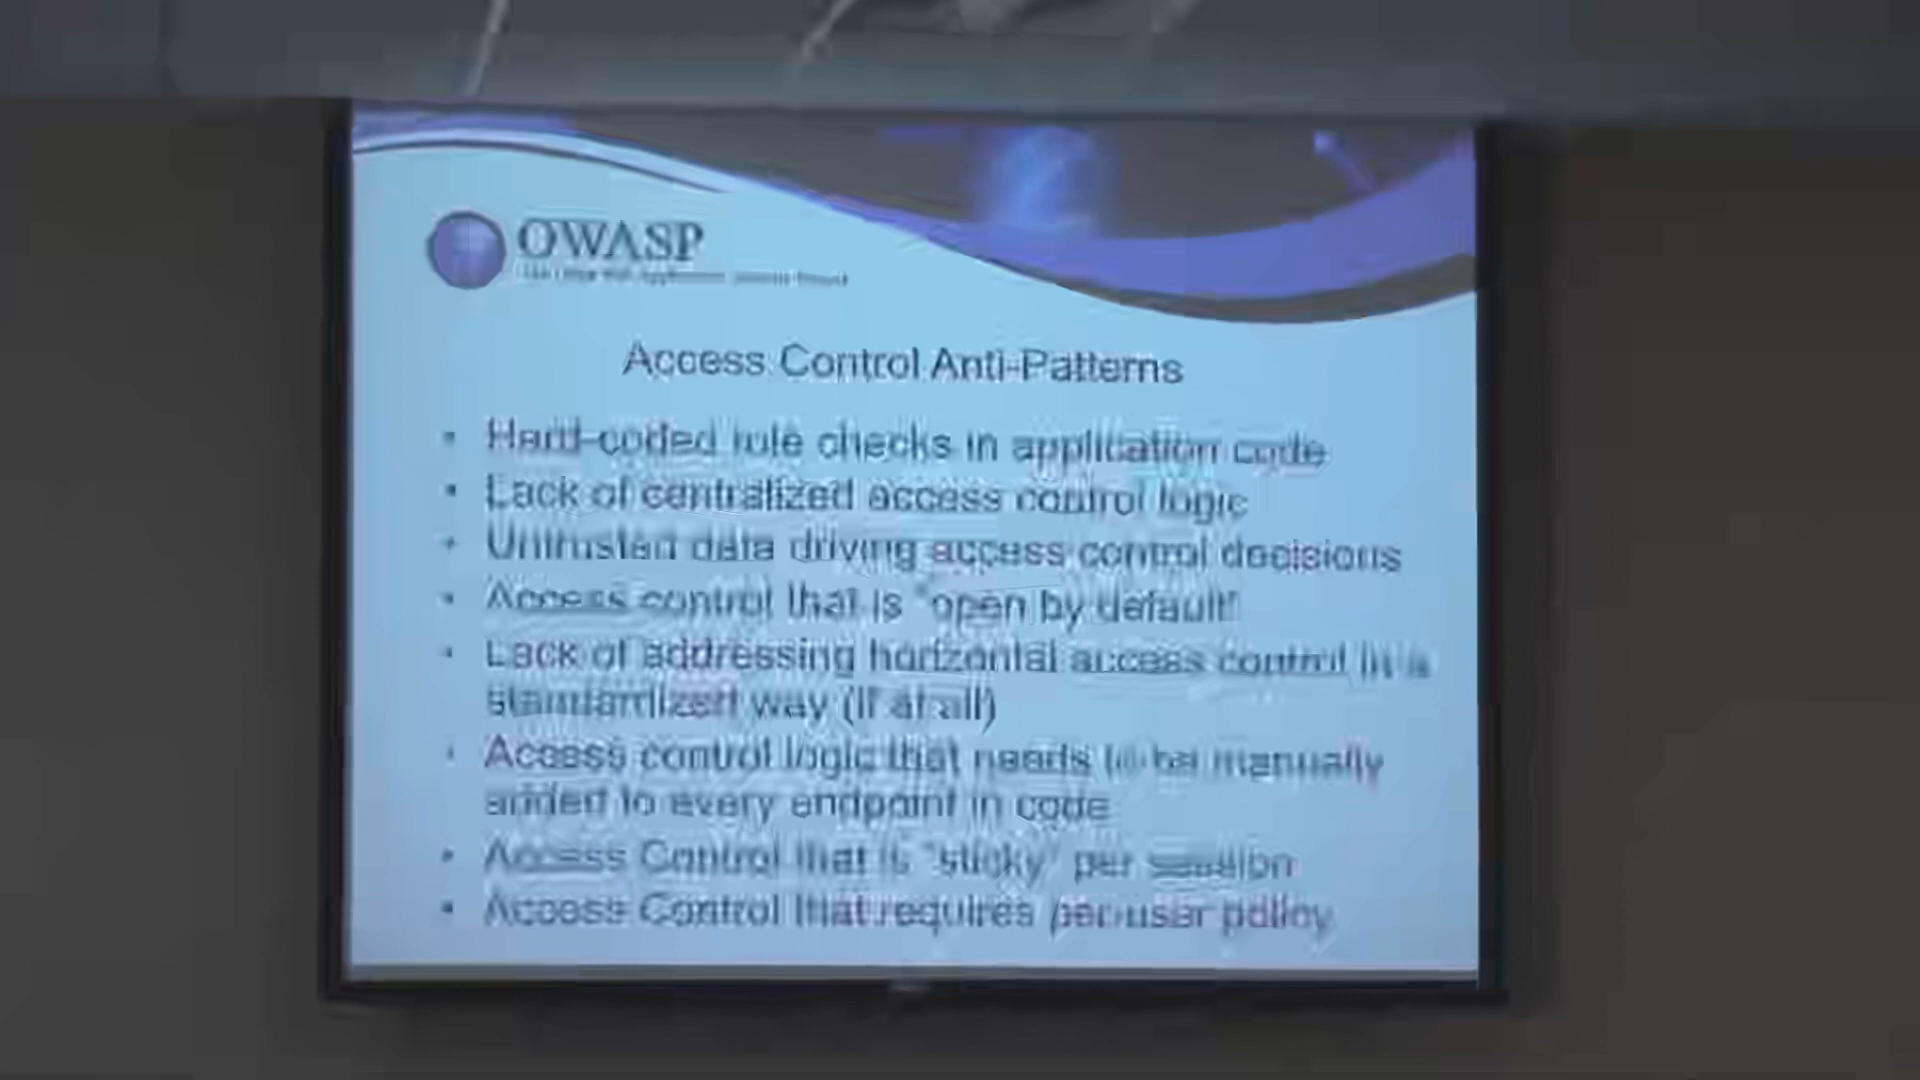 OWASP
Access Control Anti-Patterns
• Hard-coded role checks in application code
• Lack of centralized access control logic
• Untrusted data driving access control decisions
• Access control that is "open by default"
• Lack of addressing horizontal access control in a
standardized way (if at all)
• Access control logic that needs to be manually
added to every endpoint in code
• Access Control that is "sticky" per session
• Access Control that requires per-user policy